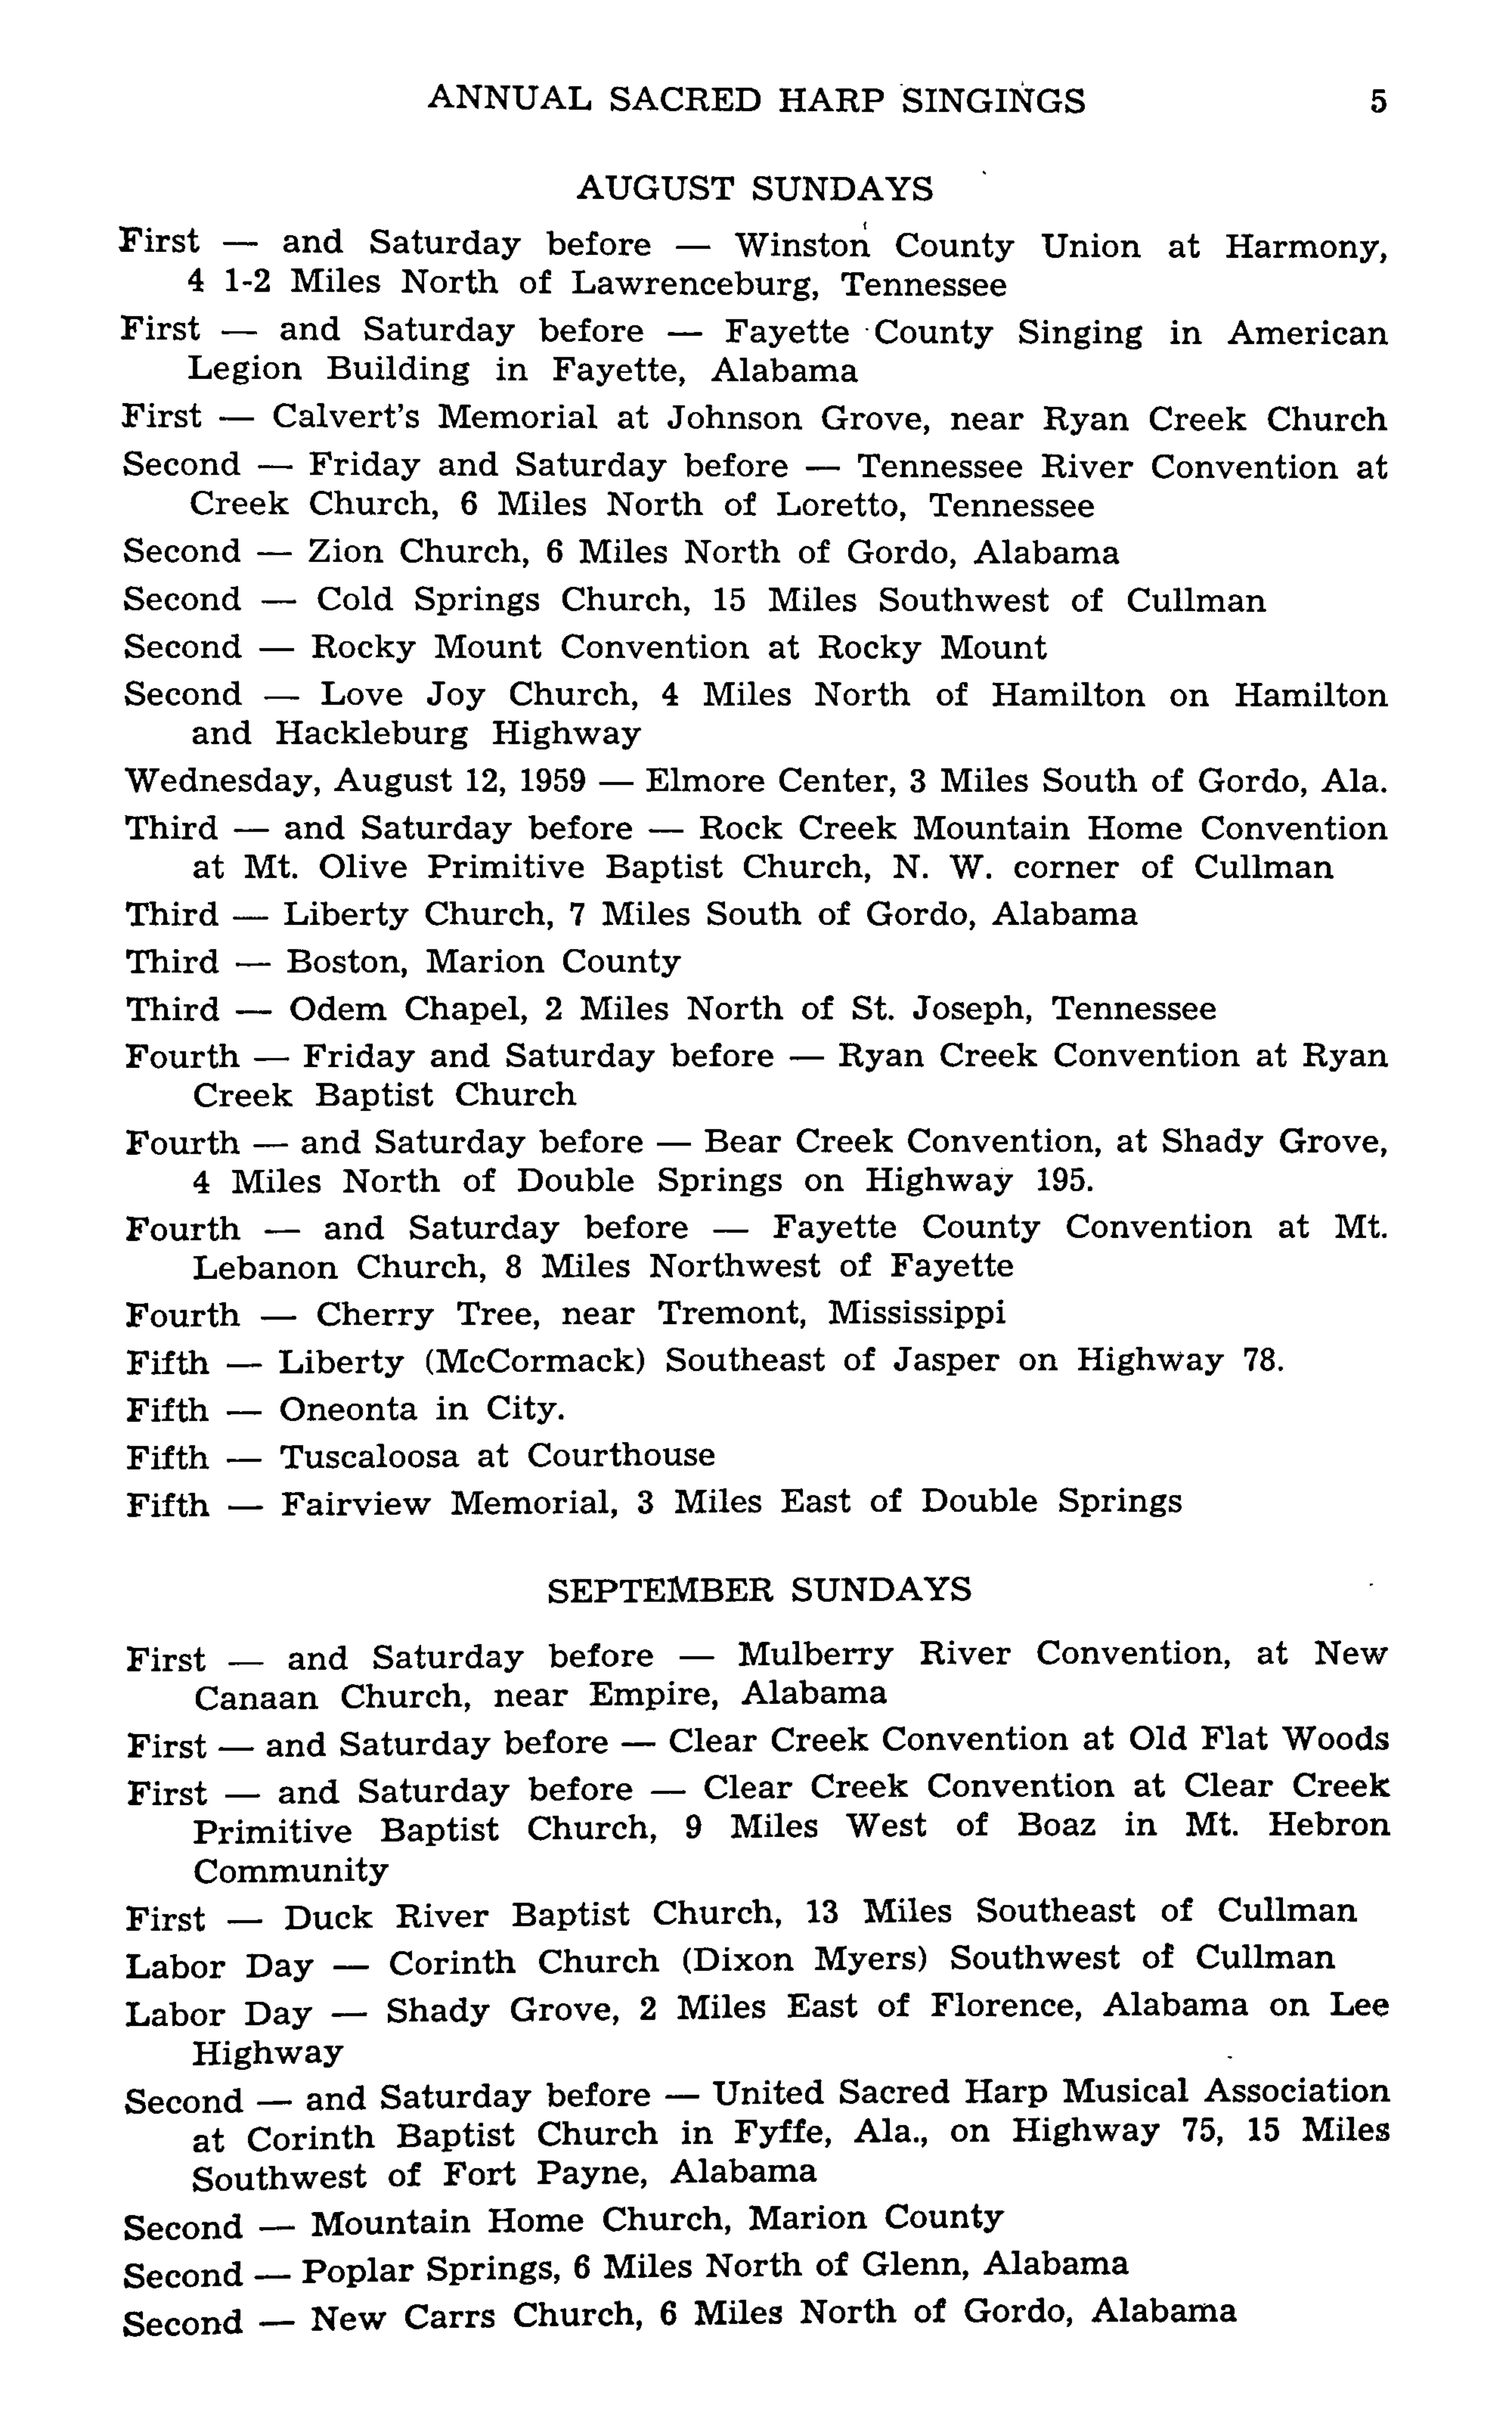 ANNUAL SACRED HARP SINGINGS 5
AUGUST SUNDAYS
First — and Saturday before — Winston County Union at Harmony,
4 1-2 Miles North of Lawrenceburg, Tennessee
First — and Saturday before — Fayette County Singing in American
Legion Building in Fayette, Alabama
First — Calvert's Memorial at Johnson Grove, near Ryan Creek Church
Second — Friday and Saturday before — Tennessee River Convention at
Creek Church, 6 Miles North of Loretto, Tennessee
Second — Zion Church, 6 Miles North of Gordo, Alabama
Second — Cold Springs Church, 15 Miles Southwest of Cullman
Second — Rocky Mount Convention at Rocky Mount
Second — Love Joy Church, 4 Miles North of Hamilton on Hamilton
and Hackleburg Highway
Wednesday, August 12, 1959 — Elmore Center, 3 Miles South of Gordo, Ala.
Third — and Saturday before — Rock Creek Mountain Home Convention
at Mt. Olive Primitive Baptist Church, N. W. corner of Cullman
Third — Liberty Church, 7 Miles South of Gordo, Alabama
Third — Boston, Marion County
Third — Odem Chapel, 2 Miles North of St. Joseph, Tennessee
Fourth — Friday and Saturday before — Ryan Creek Convention at Ryan
Creek Baptist Church
Fourth — and Saturday before — Bear Creek Convention, at Shady Grove,
4 Miles North of Double Springs on Highway 195.
Fourth — and Saturday before — Fayette County Convention at Mt.
Lebanon Church, 8 Miles Northwest of Fayette
Fourth — Cherry Tree, near Tremont, Mississippi
Fifth — Liberty (McCormack) Southeast of Jasper on Highway 78.
Fifth — Oneonta in City.
Fifth — Tuscaloosa at Courthouse
Fifth — Fairview Memorial, 3 Miles East of Double Springs
SEPTEMBER SUNDAYS
First — and Saturday before — Mulberry River Convention, at New
Canaan Church, near Empire, Alabama
First — and Saturday before — Clear Creek Convention at Old Flat Woods
First — and Saturday before — Clear Creek Convention at Clear Creek
Primitive Baptist Church, 9 Miles West of Boaz in Mt. Hebron
Community
First — Duck River Baptist Church, 13 Miles Southeast of Cullman
Labor Day — Corinth Church (Dixon Myers) Southwest of Cullman
Labor Day — Shady Grove, 2 Miles East of Florence, Alabama on Lee
Highway
Second — and Saturday before — United Sacred Harp Musical Association
at Corinth Baptist Church in Fyffe, Ala., on Highway 75, 15 Miles
Southwest of Fort Payne, Alabama
Second — Mountain Home Church, Marion County
Second — Poplar Springs, 6 Miles North of Glenn, Alabama
Second — New Carrs Church, 6 Miles North of Gordo, Alabama